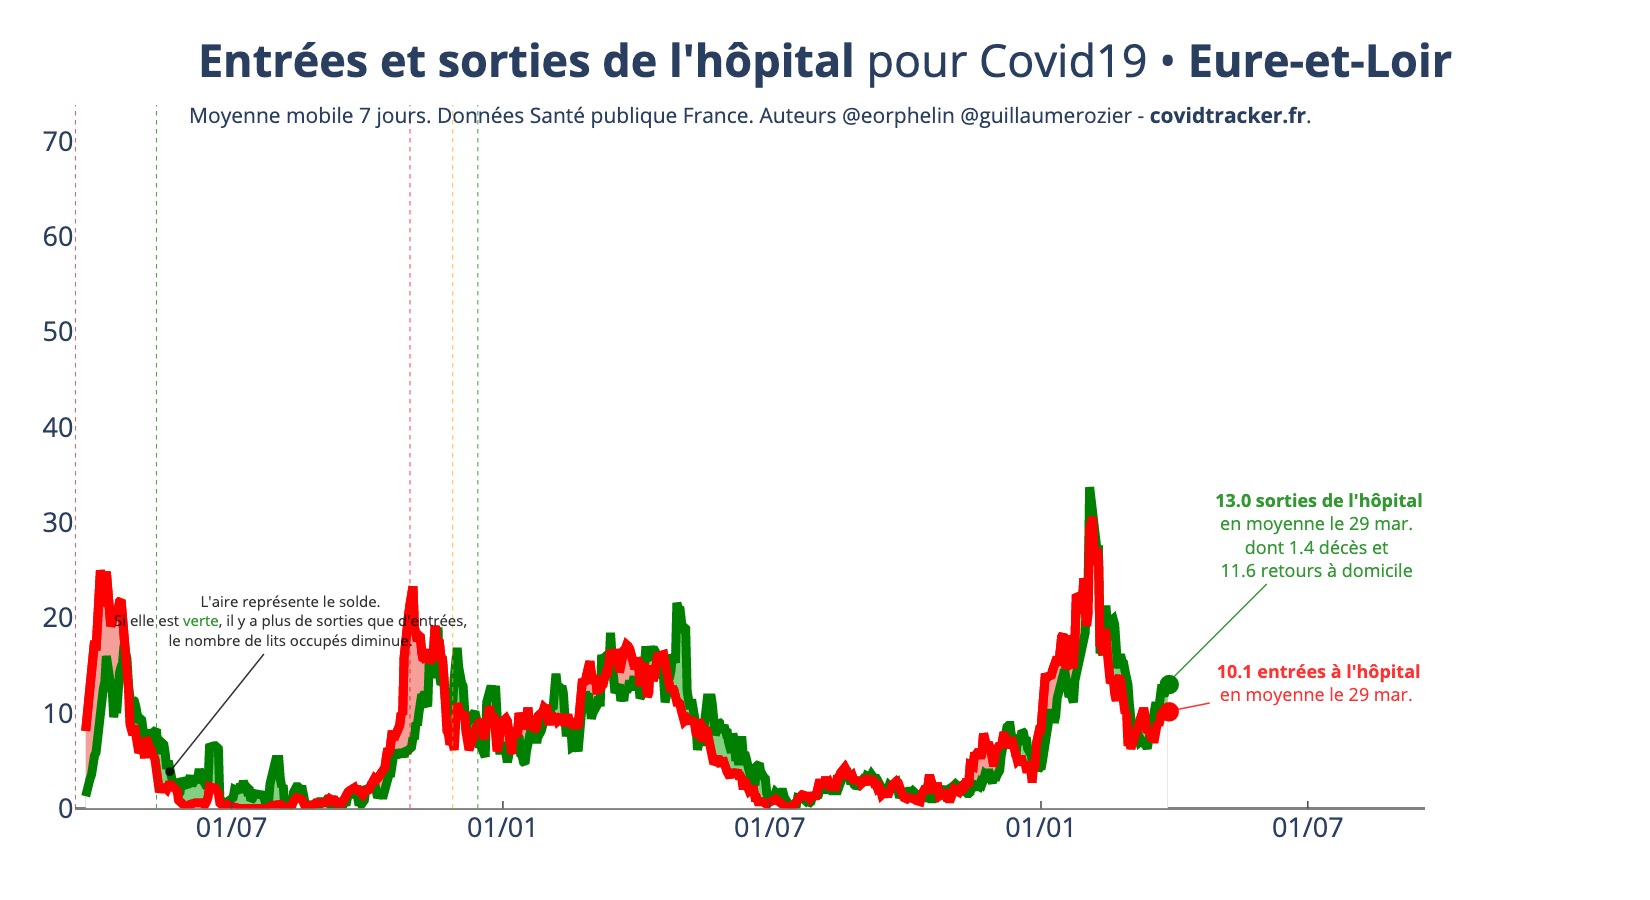 Entrées et sorties de l'hôpital pour Covid19 • Eure-et-Loir
Moyenne mobile 7 jours. Données Santé publique France. Auteurs @eorphelin @guillaumerozier - covidtracker.fr.
70
60
50
40
30
20
10
0
L'aire représente le solde.
Si elle est verte, il y a plus de sorties que d'entrées,
le nombre de lits occupés diminue.
13.0 sorties de l'hôpital
en moyenne le 29 mar.
dont 1.4 décès et
11.6 retours à domicile
10.1 entrées à l'hôpital
en moyenne le 29 mar.
01/07
01/01
01/07
01/01
01/07